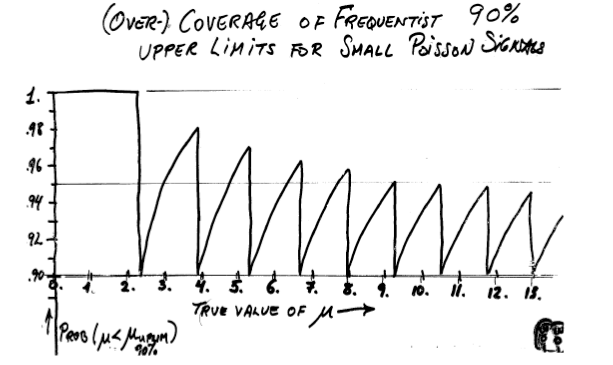 (OVER-) COVERAGE OF FREQUENTIST 90%
UPPER LIMITS FOR SMALL POISSON SIGNALS
1.
.98
.96
.94
.92
.90
0. 1. 2. 3. 4. 5. 6. 7. 8. 9. 10. 11. 12. 13.
TRUE VALUE OF μ →
↑ PROB (μ <
90%